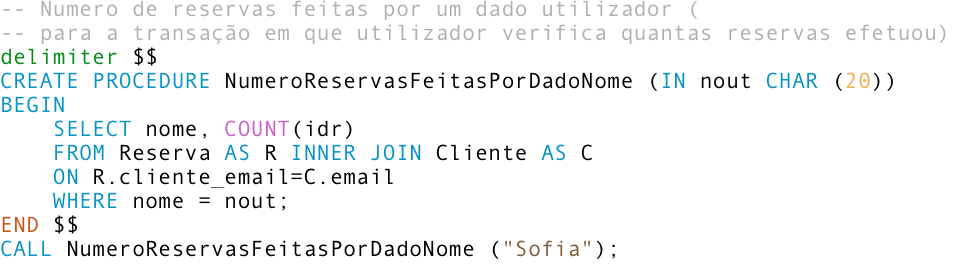 -- Numero de reservas feitas por um dado utilizador (
-- para a transação em que utilizador verifica quantas reservas efetuou)
delimiter $$
CREATE PROCEDURE NumeroReservasFeitasPorDadoNome (IN nout CHAR (20))
BEGIN
    SELECT nome, COUNT(idr)
    FROM Reserva AS R INNER JOIN Cliente AS C
    ON R.cliente_email=C.email
    WHERE nome = nout;
END $$
CALL NumeroReservasFeitasPorDadoNome ("Sofia");